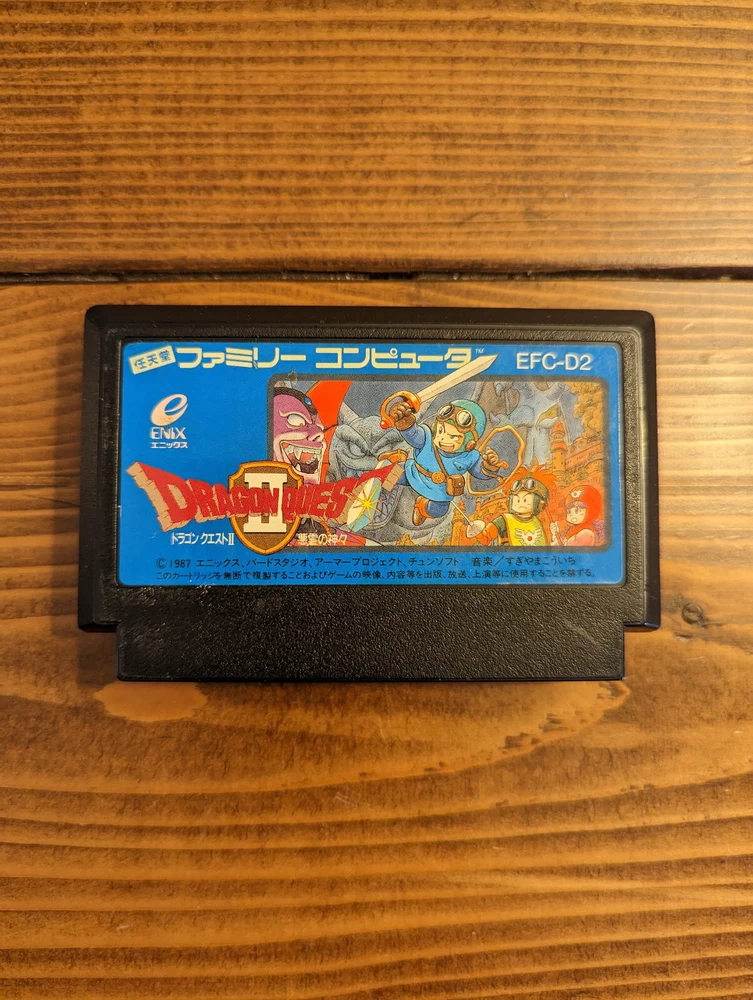 任天堂 ファミリー コンピュータ™ EFC-D2
ENIX
エニックス
DRAGON QUEST
II
ドラゴンクエストII 悪霊の神々
© 1987 エニックス、バードスタジオ、アーマープロジェクト、チュンソフト 音楽/すぎやまこういち
このカートリッジを無断で複製することおよびゲームの映像、内容等を出版、放送、上演等に使用することを禁ずる。